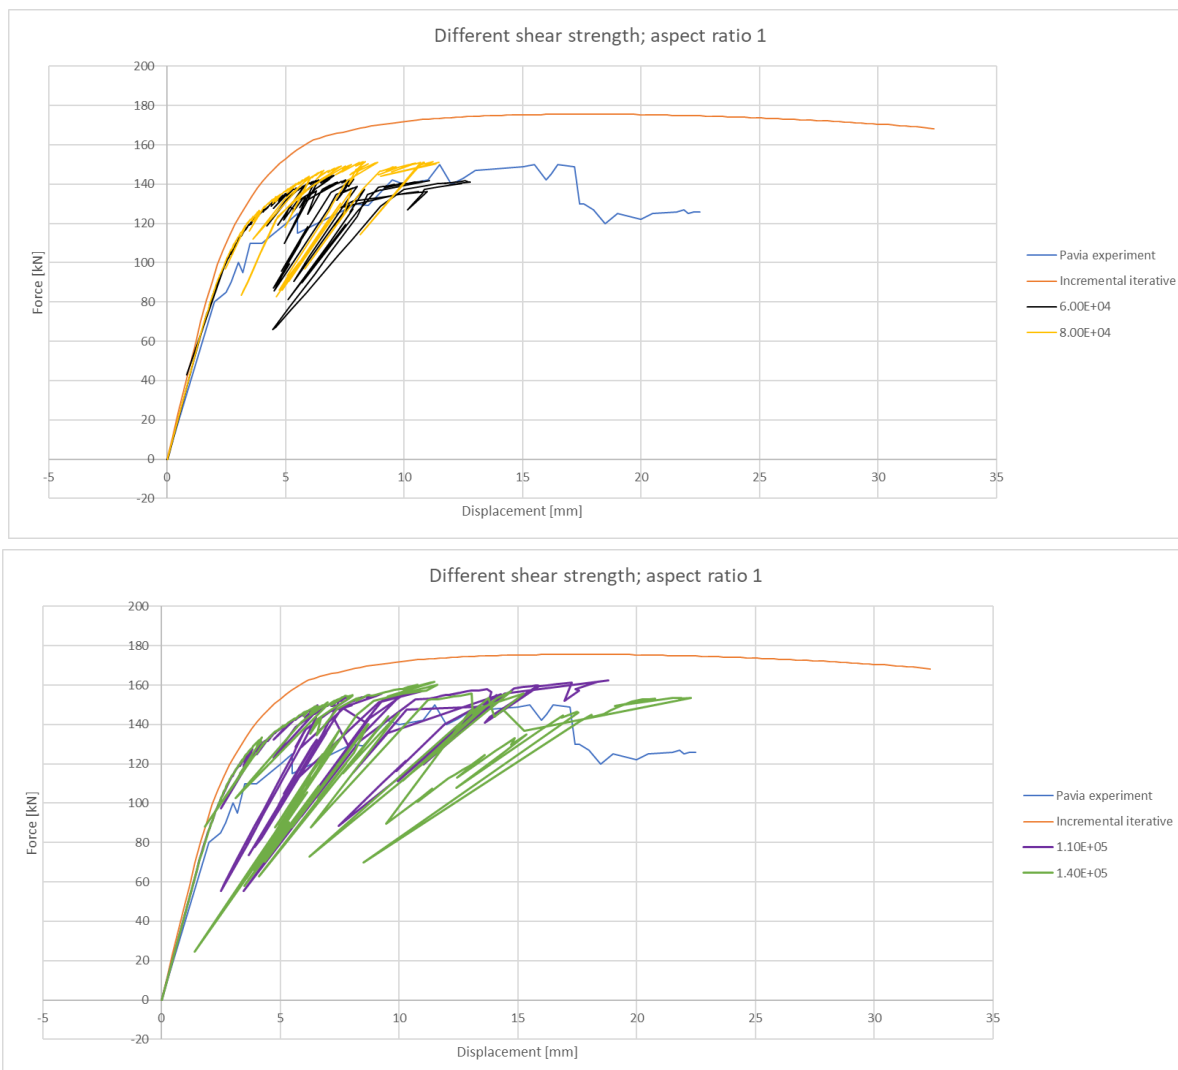 Different shear strength; aspect ratio 1
200
180
160
140
120
100
80
60
40
20
0
-20
-5 0 5 10 15 20 25 30 35
Force [kN]
Displacement [mm]
Pavia experiment
Incremental iterative
6.00E+04
8.00E+04
Different shear strength; aspect ratio 1
200
180
160
140
120
100
80
60
40
20
0
-20
-5 0 5 10 15 20 25 30 35
Force [kN]
Displacement [mm]
Pavia experiment
Incremental iterative
1.10E+05
1.40E+05